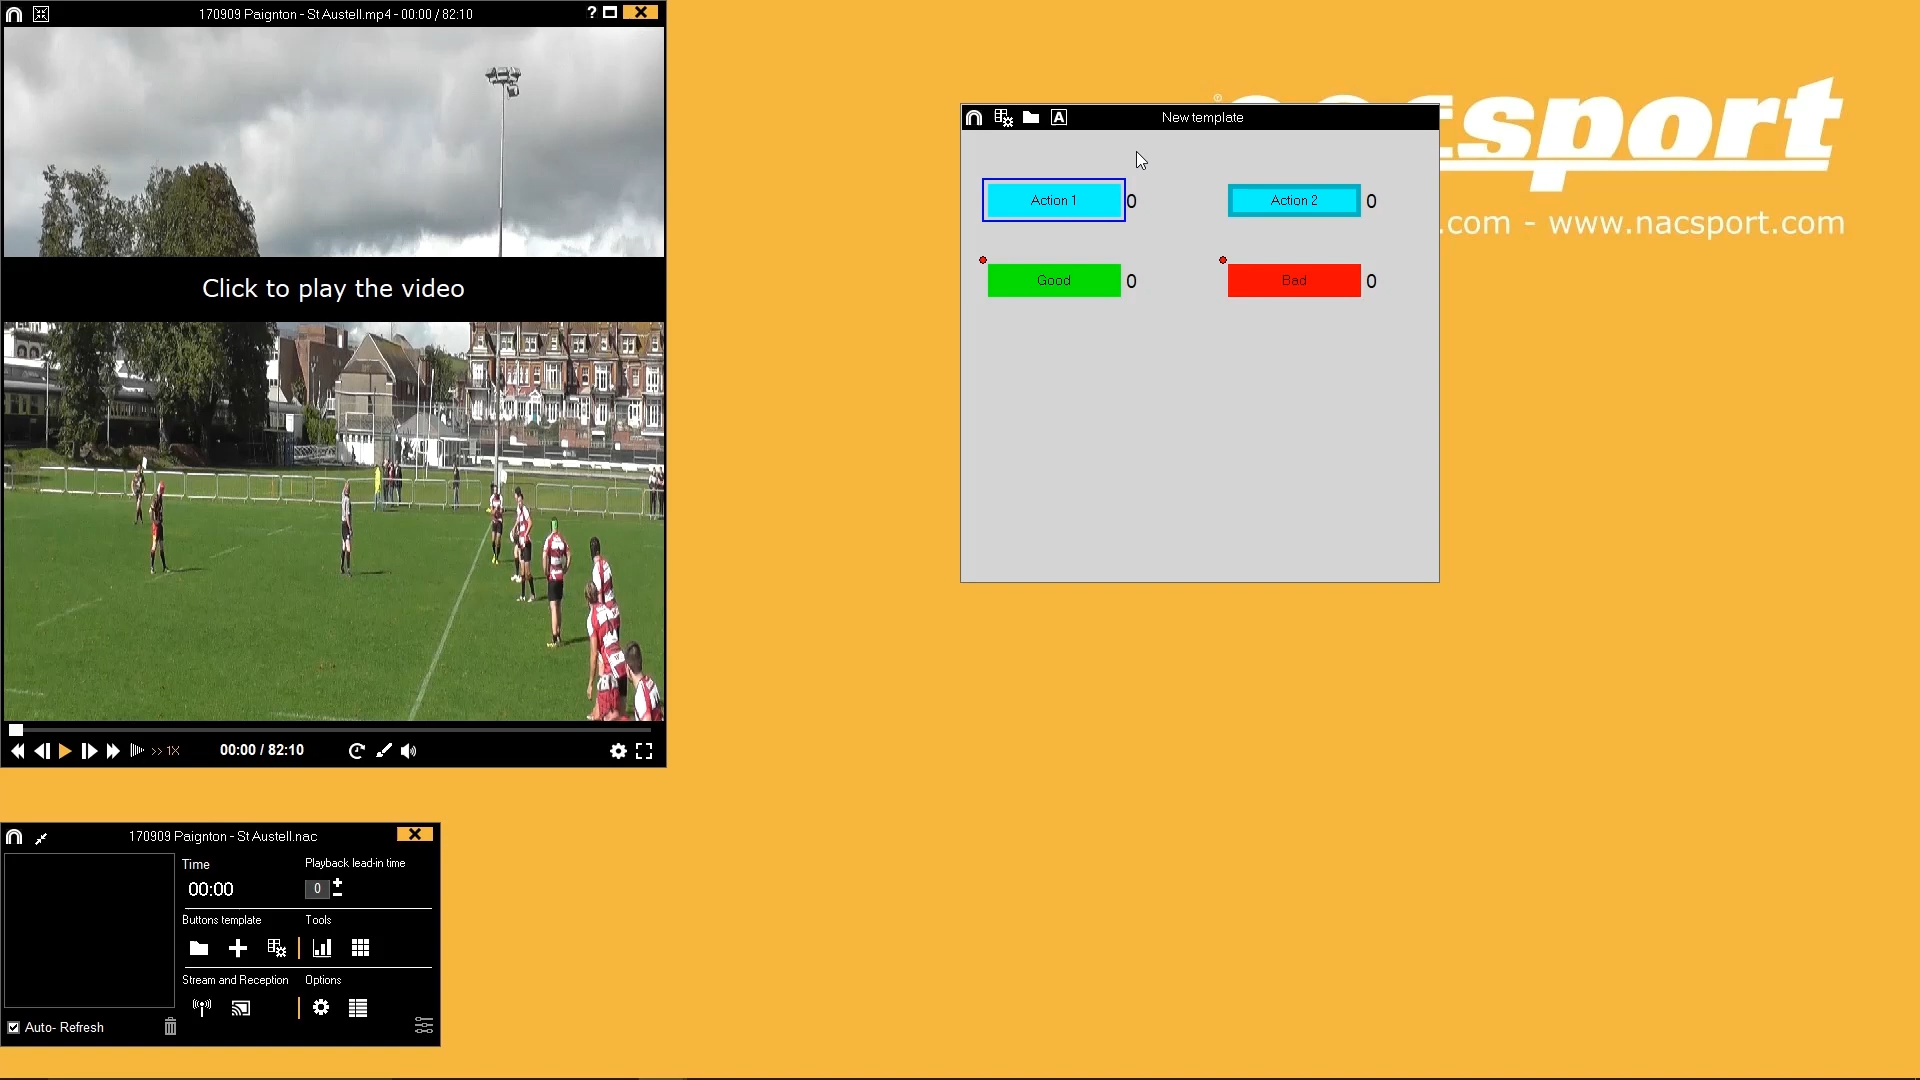 170909 Paignton - St Austell.mp4 - 00:00 / 82:10
?
Click to play the video
>> 1X
00:00 / 82:10
A
New template
Action 1
0
Action 2
0
Good
0
Bad
0
sport
.com - www.nacsport.com
170909 Paignton - St Austell.nac
Time
Playback lead-in time
00:00
0
Buttons template
Tools
Stream and Reception
Options
Auto- Refresh